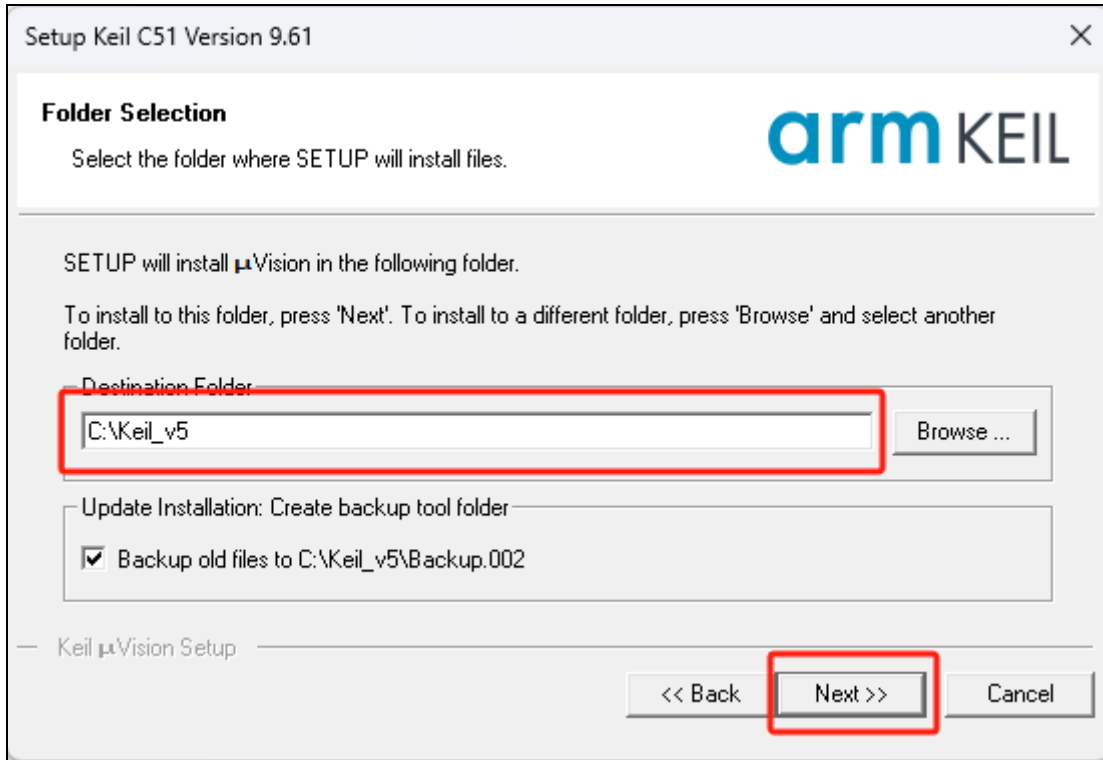 Setup Keil C51 Version 9.61
Folder Selection
Select the folder where SETUP will install files.
arm KEIL
SETUP will install µVision in the following folder.
To install to this folder, press 'Next'. To install to a different folder, press 'Browse' and select another
folder.
Destination Folder
C:\Keil_v5
Browse ...
Update Installation: Create backup tool folder
Backup old files to C:\Keil_v5\Backup.002
Keil µVision Setup
<< Back
Next >>
Cancel